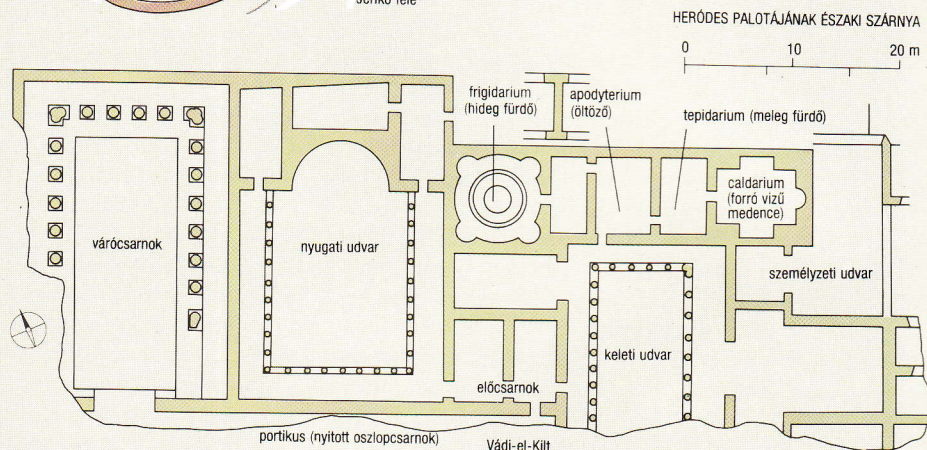 Jerikó felé
HERÓDES PALOTÁJÁNAK ÉSZAKI SZÁRNYA
0 10 20 m
frigidarium
(hideg fürdő)
apodyterium
(öltöző)
tepidarium (meleg fürdő)
caldarium
(forró vizű
medence)
várócsarnok
nyugati udvar
személyzeti udvar
keleti udvar
előcsarnok
portikus (nyitott oszlopcsarnok)
Vádi-el-Kilt